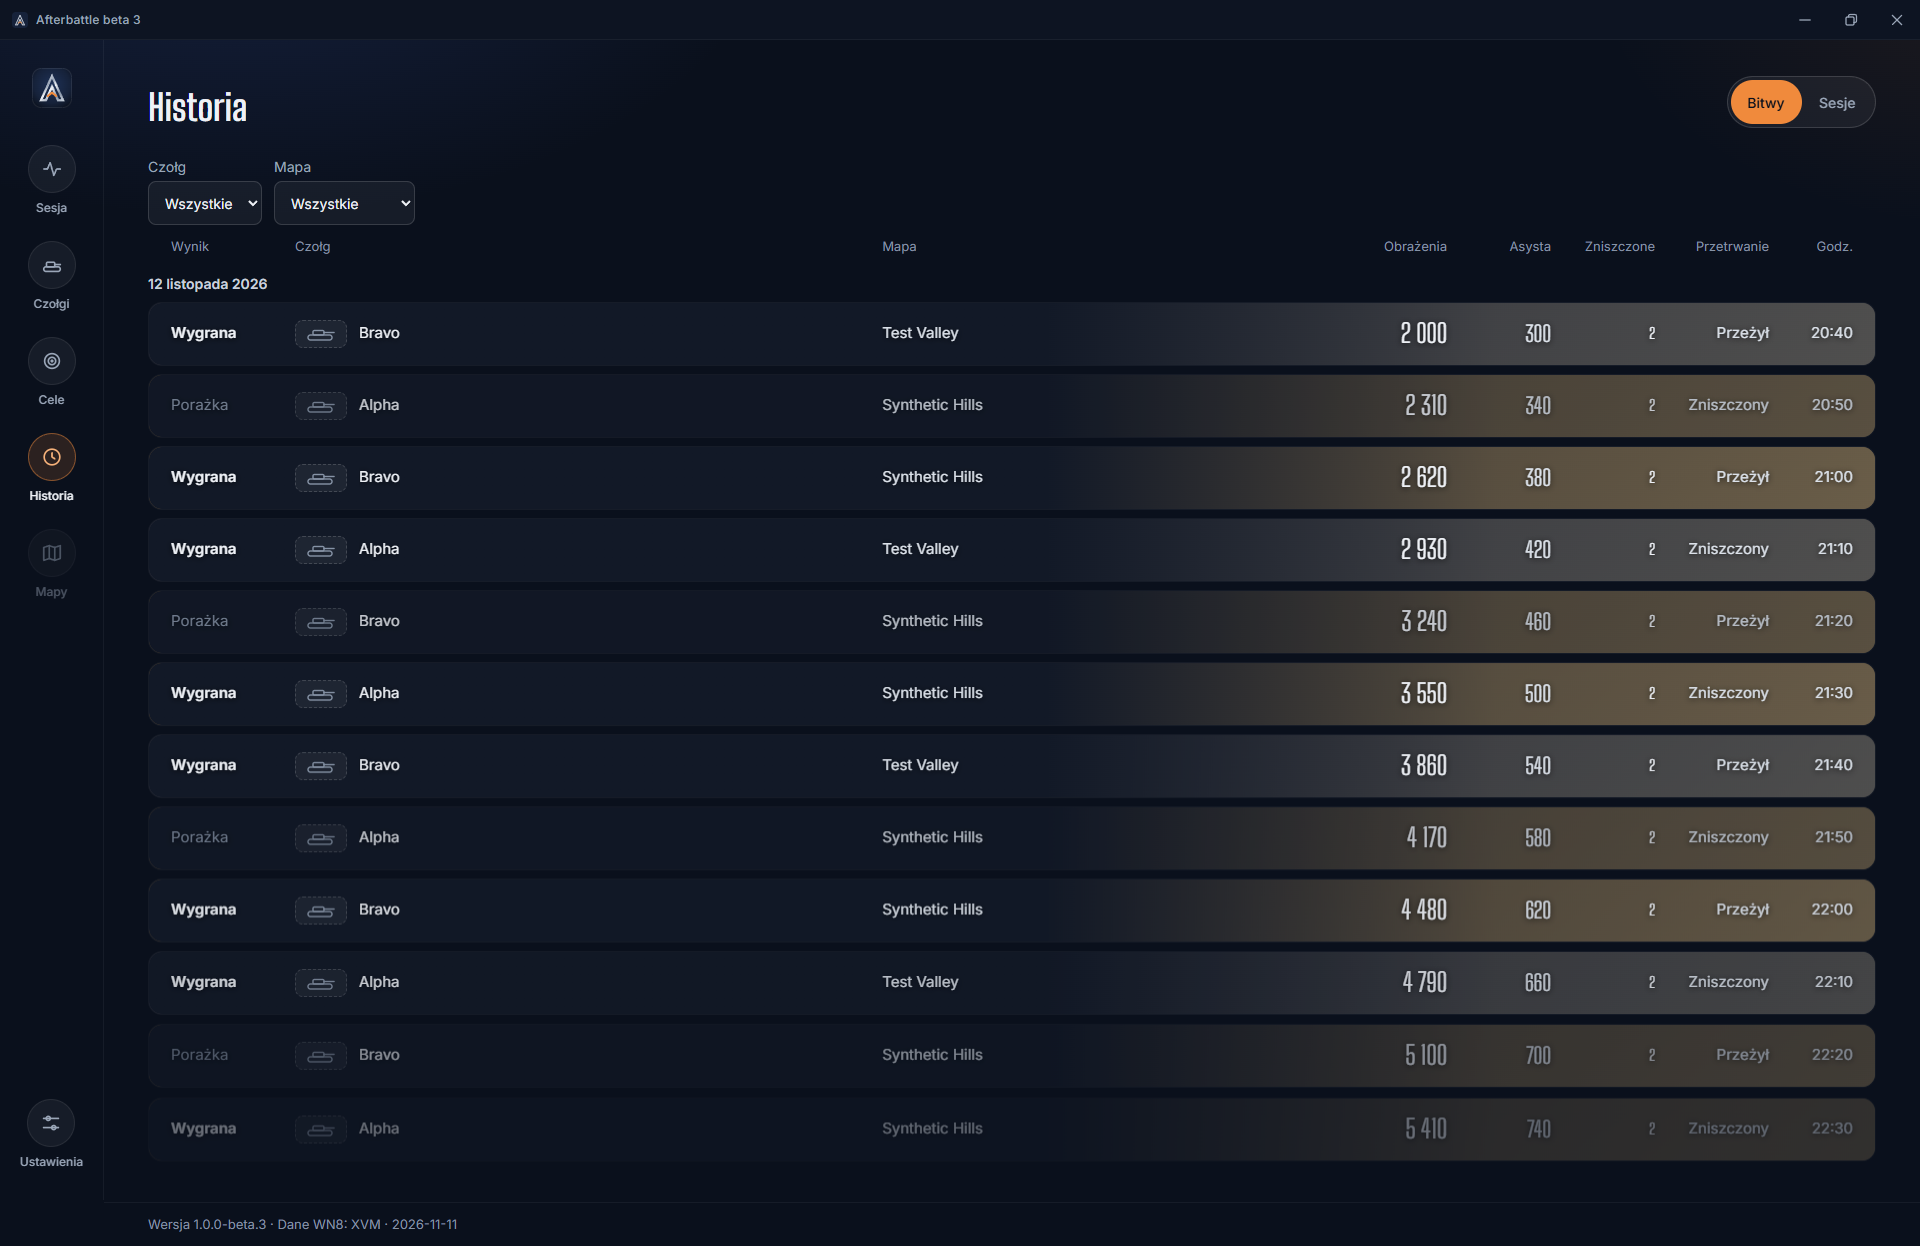 Afterbattle beta 3
Historia
Bitwy Sesje
Sesja
Czołgi
Cele
Historia
Mapy
Ustawienia
Czołg Mapa
Wszystkie Wszystkie
Wynik Czołg Mapa Obrażenia Asysta Zniszczone Przetrwanie Godz.
12 listopada 2026
Wygrana Bravo Test Valley 2 000 300 2 Przeżył 20:40
Porażka Alpha Synthetic Hills 2 310 340 2 Zniszczony 20:50
Wygrana Bravo Synthetic Hills 2 620 380 2 Przeżył 21:00
Wygrana Alpha Test Valley 2 930 420 2 Zniszczony 21:10
Porażka Bravo Synthetic Hills 3 240 460 2 Przeżył 21:20
Wygrana Alpha Synthetic Hills 3 550 500 2 Zniszczony 21:30
Wygrana Bravo Test Valley 3 860 540 2 Przeżył 21:40
Porażka Alpha Synthetic Hills 4 170 580 2 Zniszczony 21:50
Wygrana Bravo Synthetic Hills 4 480 620 2 Przeżył 22:00
Wygrana Alpha Test Valley 4 790 660 2 Zniszczony 22:10
Porażka Bravo Synthetic Hills 5 100 700 2 Przeżył 22:20
Wygrana Alpha Synthetic Hills 5 410 740 2 Zniszczony 22:30
Wersja 1.0.0-beta.3 · Dane WN8: XVM · 2026-11-11